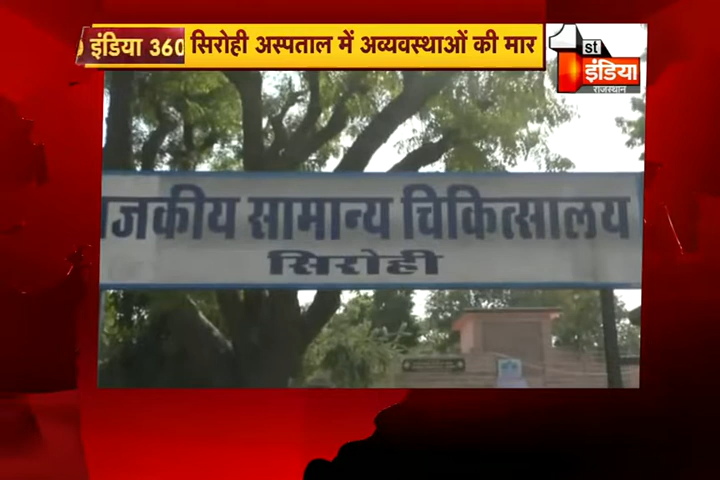 इंडिया 360
सिरोही अस्पताल में अव्यवस्थाओं की मार
1st
इंडिया
राजस्थान
जकीय सामान्य चिकित्सालय
सिरोही